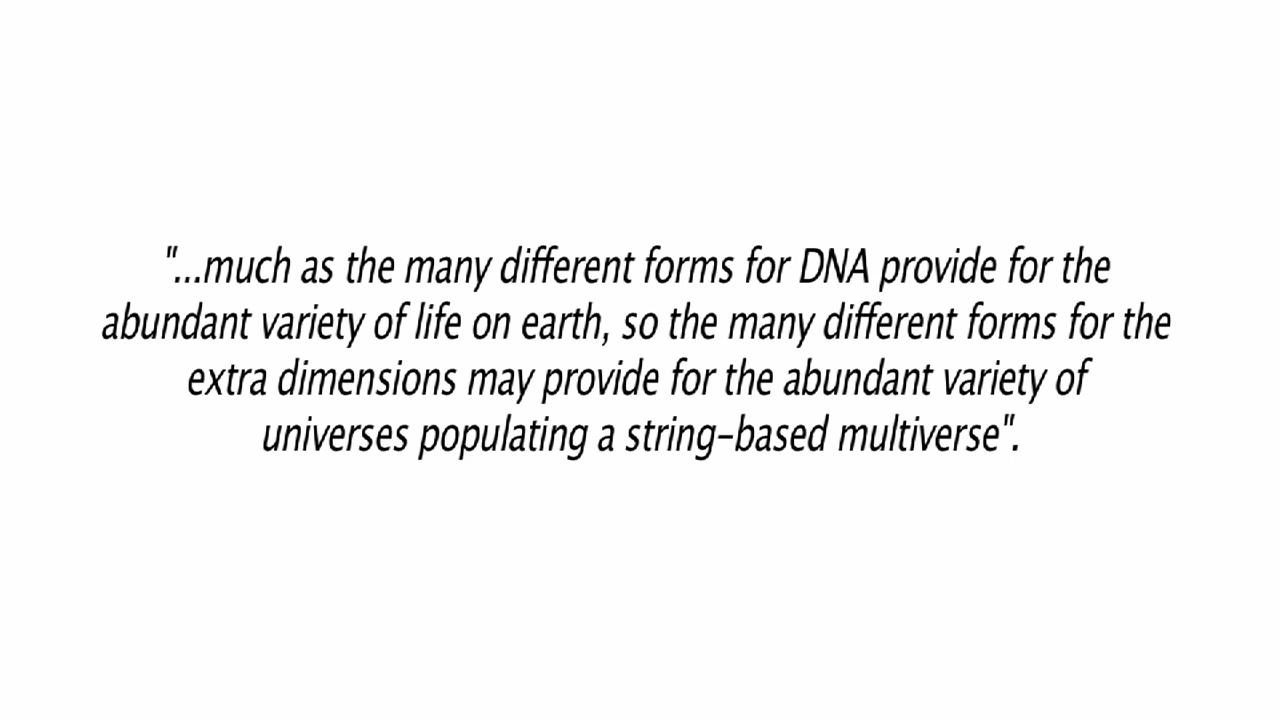 "...much as the many different forms for DNA provide for the
abundant variety of life on earth, so the many different forms for the
extra dimensions may provide for the abundant variety of
universes populating a string–based multiverse".